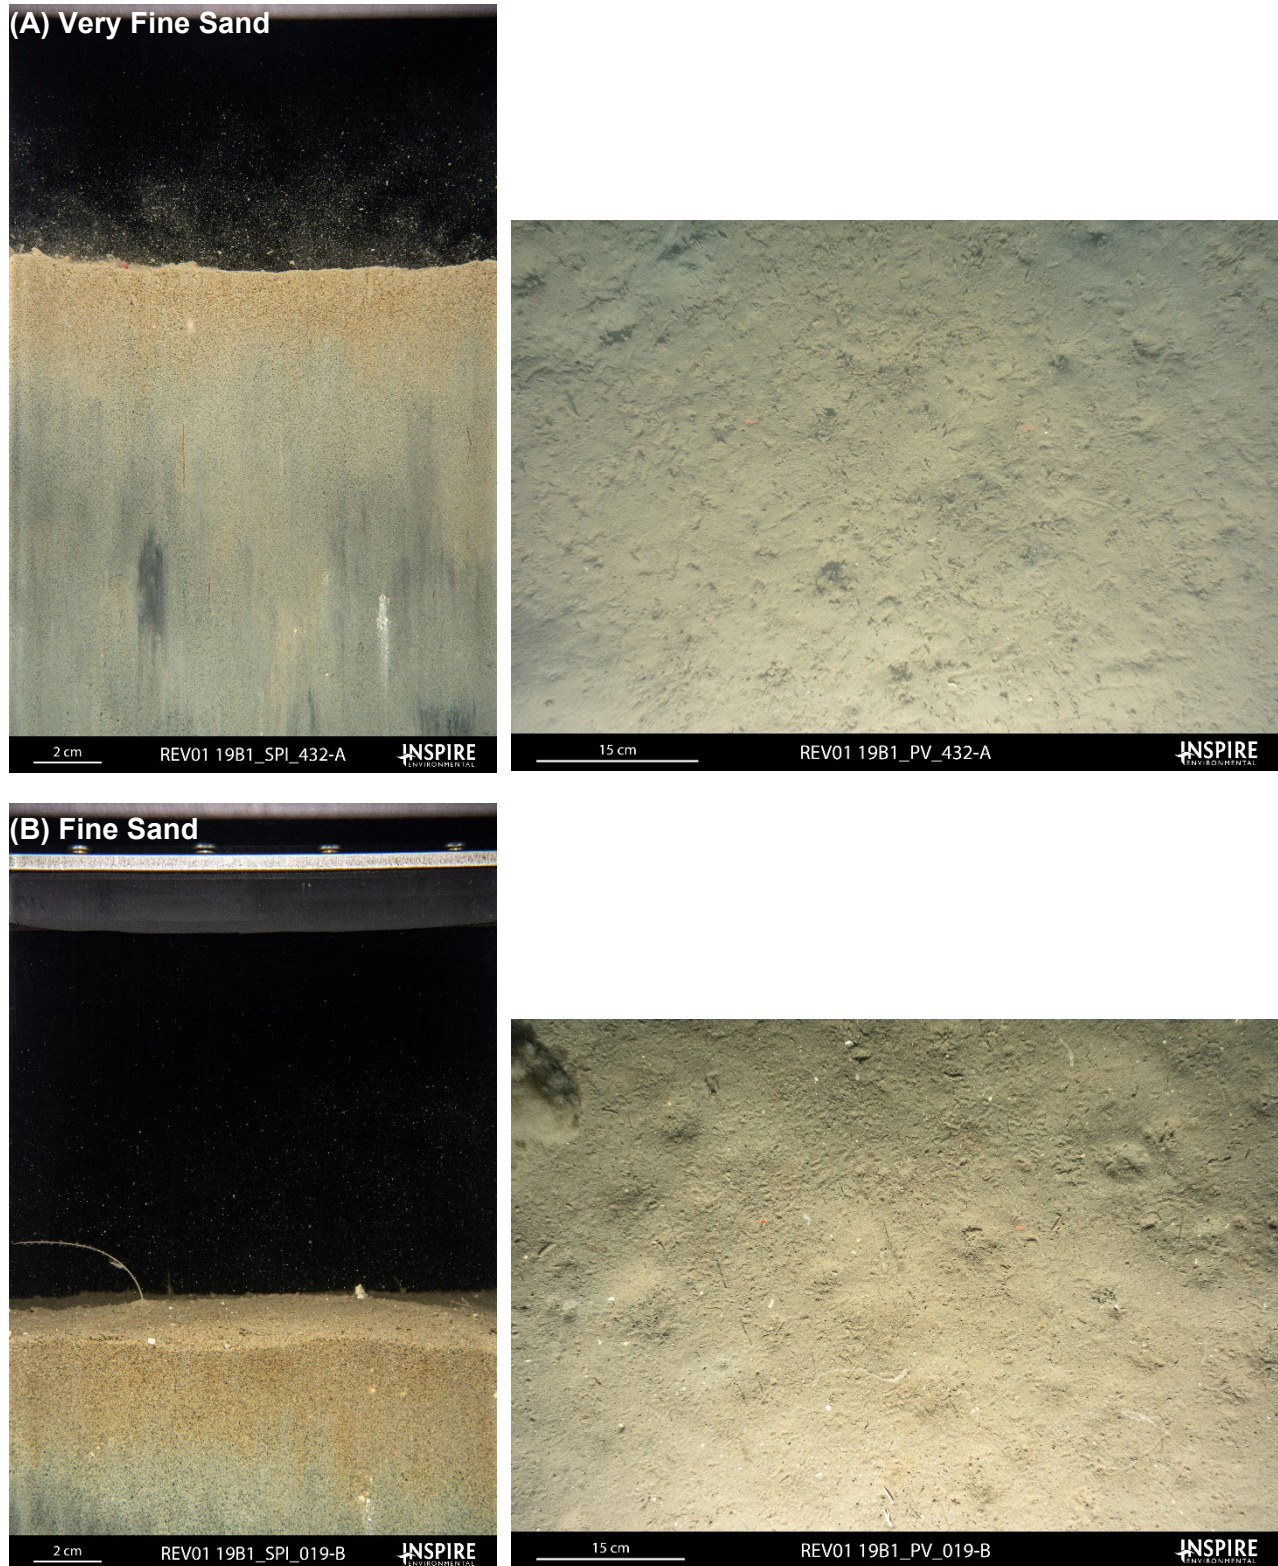 (A) Very Fine Sand
2 cm
REV01 19B1_SPI_432-A
INSPIRE
ENVIRONMENTAL
15 cm
REV01 19B1_PV_432-A
INSPIRE
ENVIRONMENTAL
(B) Fine Sand
2 cm
REV01 19B1_SPI_019-B
INSPIRE
ENVIRONMENTAL
15 cm
REV01 19B1_PV_019-B
INSPIRE
ENVIRONMENTAL